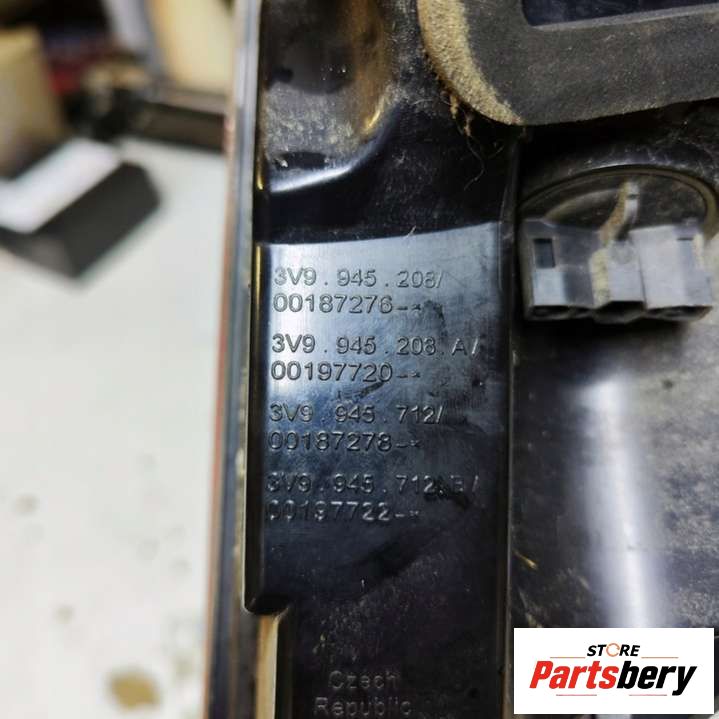 3V9 . 945 . 208/
00187276-*
3V9 . 945 . 208 . A/
00197720-*
3V9 . 945 . 712/
00187278-*
3V9 . 945 .
00197722-*
Czech
Republic
STORE
Partsbery